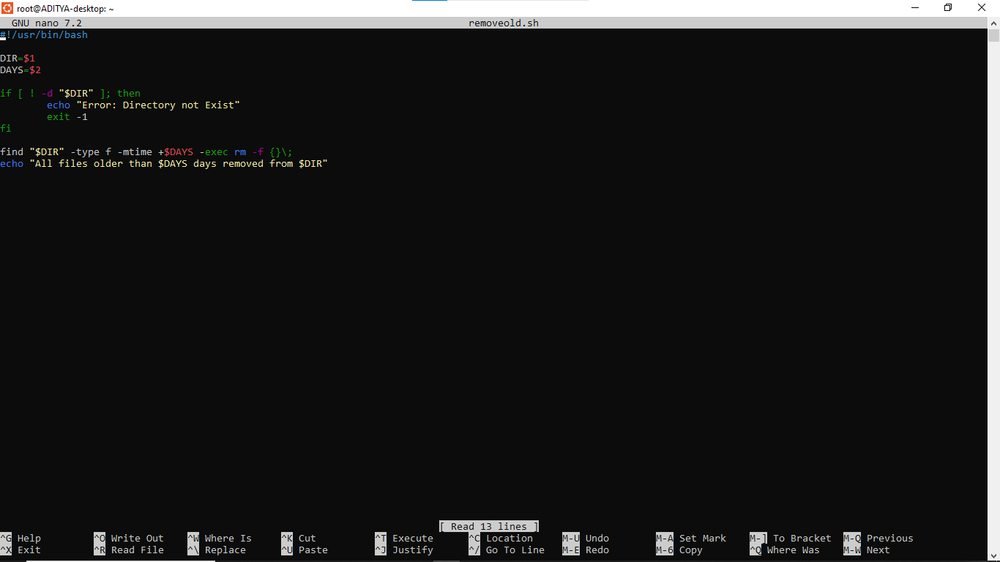 root@ADITYA-desktop: ~
GNU nano 7.2 removeold.sh
#!/usr/bin/bash
DIR=$1
DAYS=$2
if [ ! -d "$DIR" ]; then
echo "Error: Directory not Exist"
exit -1
fi
find "$DIR" -type f -mtime +$DAYS -exec rm -f {}\;
echo "All files older than $DAYS days removed from $DIR"
[ Read 13 lines ]
^G Help ^O Write Out ^W Where Is ^K Cut ^T Execute ^C Location M-U Undo M-A Set Mark M-] To Bracket M-Q Previous
^X Exit ^R Read File ^\ Replace ^U Paste ^J Justify ^/ Go To Line M-E Redo M-6 Copy ^Q Where Was M-W Next